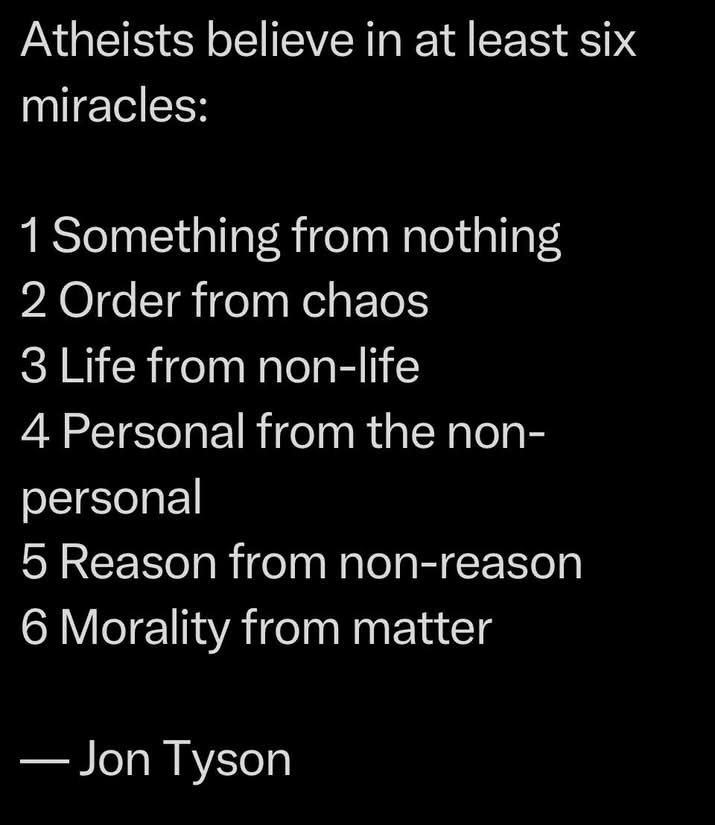 Atheists believe in at least six
miracles:
1 Something from nothing
2 Order from chaos
3 Life from non-life
4 Personal from the non-
personal
5 Reason from non-reason
6 Morality from matter
— Jon Tyson